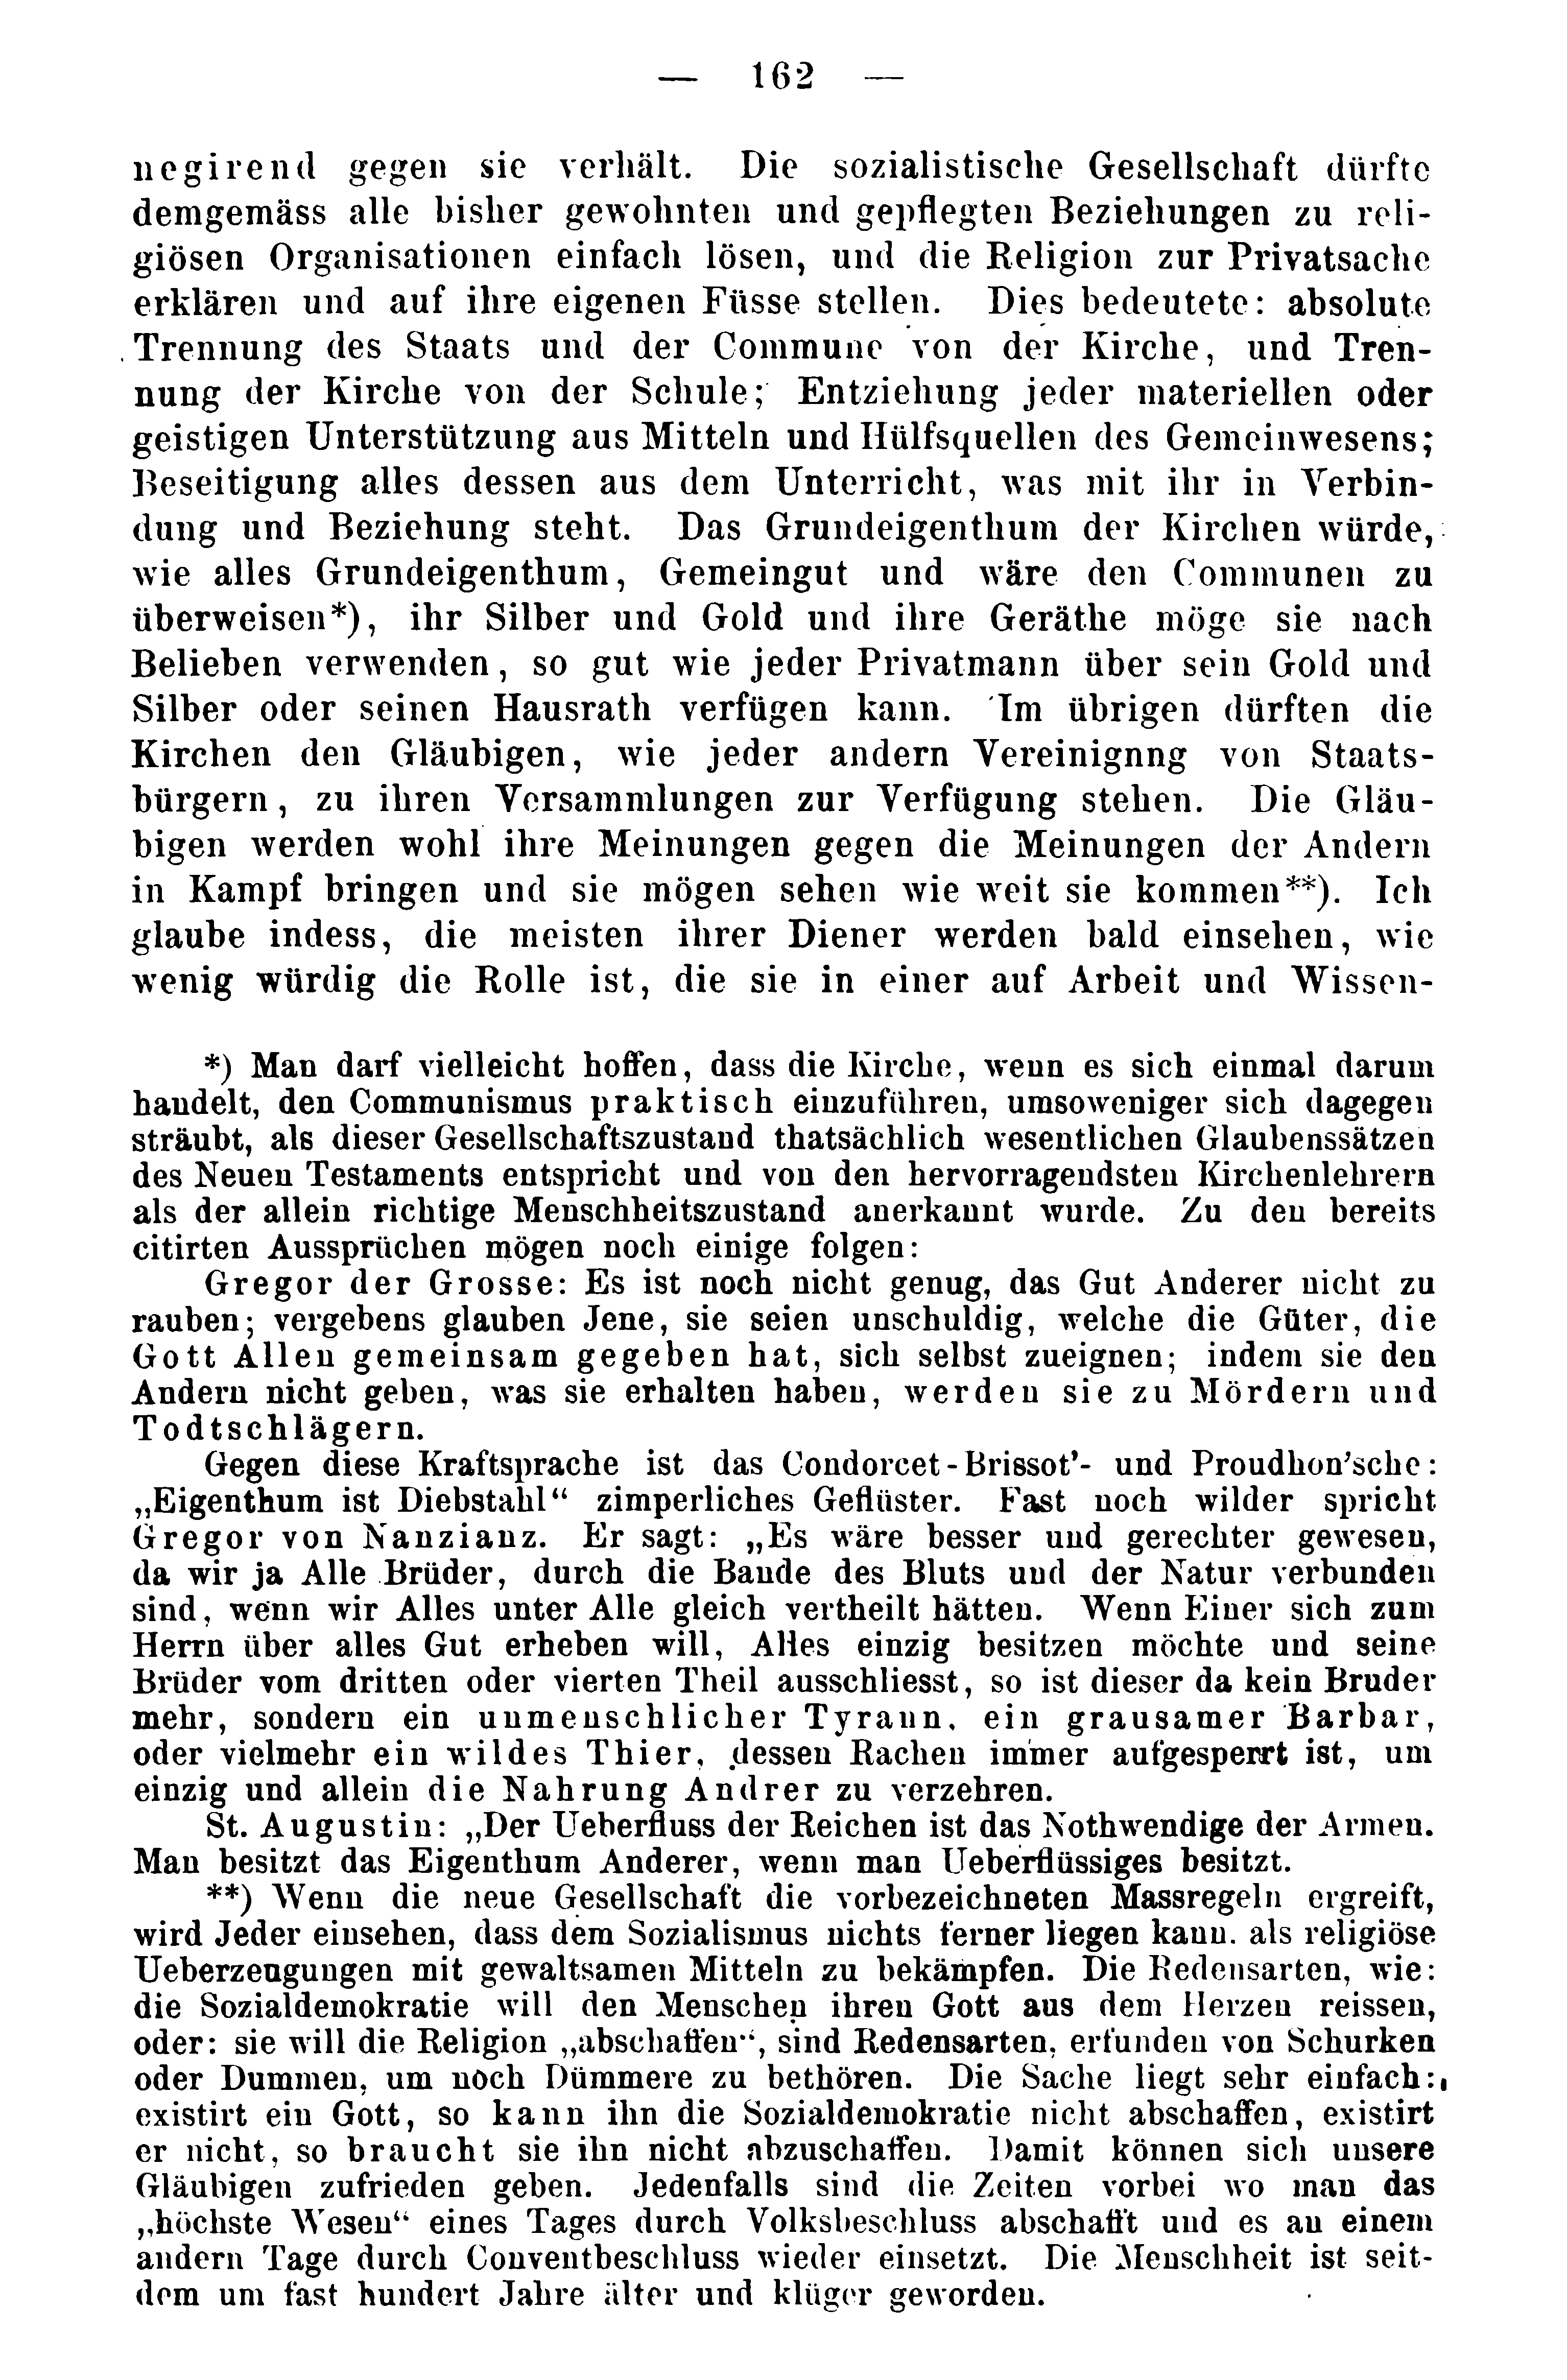 — 162 —
negirend gegen sie verhält. Die sozialistische Gesellschaft dürfte
demgemäss alle bisher gewohnten und gepflegten Beziehungen zu reli-
giösen Organisationen einfach lösen, und die Religion zur Privatsache
erklären und auf ihre eigenen Füsse stellen. Dies bedeutete: absolute
Trennung des Staats und der Commune von der Kirche, und Tren-
nung der Kirche von der Schule; Entziehung jeder materiellen oder
geistigen Unterstützung aus Mitteln und Hülfsquellen des Gemeinwesens;
Beseitigung alles dessen aus dem Unterricht, was mit ihr in Verbin-
dung und Beziehung steht. Das Grundeigenthum der Kirchen würde,
wie alles Grundeigenthum, Gemeingut und wäre den Communen zu
überweisen*), ihr Silber und Gold und ihre Geräthe möge sie nach
Belieben verwenden, so gut wie jeder Privatmann über sein Gold und
Silber oder seinen Hausrath verfügen kann. Im übrigen dürften die
Kirchen den Gläubigen, wie jeder andern Vereinignng von Staats-
bürgern, zu ihren Versammlungen zur Verfügung stehen. Die Gläu-
bigen werden wohl ihre Meinungen gegen die Meinungen der Andern
in Kampf bringen und sie mögen sehen wie weit sie kommen**). Ich
glaube indess, die meisten ihrer Diener werden bald einsehen, wie
wenig würdig die Rolle ist, die sie in einer auf Arbeit und Wissen-
*) Man darf vielleicht hoffen, dass die Kirche, wenn es sich einmal darum
handelt, den Communismus praktisch einzuführen, umsoweniger sich dagegen
sträubt, als dieser Gesellschaftszustand thatsächlich wesentlichen Glaubenssätzen
des Neuen Testaments entspricht und von den hervorragendsten Kirchenlehrern
als der allein richtige Menschheitszustand anerkannt wurde. Zu den bereits
citirten Aussprüchen mögen noch einige folgen:
Gregor der Grosse: Es ist noch nicht genug, das Gut Anderer nicht zu
rauben; vergebens glauben Jene, sie seien unschuldig, welche die Güter, die
Gott Allen gemeinsam gegeben hat, sich selbst zueignen; indem sie den
Andern nicht geben, was sie erhalten haben, werden sie zu Mördern und
Todtschlägern.
Gegen diese Kraftsprache ist das Condorcet-Brissot’- und Proudhon’sche:
„Eigenthum ist Diebstahl“ zimperliches Geflüster. Fast noch wilder spricht
Gregor von Nanzianz. Er sagt: „Es wäre besser und gerechter gewesen,
da wir ja Alle Brüder, durch die Bande des Bluts und der Natur verbunden
sind, wenn wir Alles unter Alle gleich vertheilt hätten. Wenn Einer sich zum
Herrn über alles Gut erheben will, Alles einzig besitzen möchte und seine
Brüder vom dritten oder vierten Theil ausschliesst, so ist dieser da kein Bruder
mehr, sondern ein unmenschlicher Tyrann, ein grausamer Barbar,
oder vielmehr ein wildes Thier, dessen Rachen immer aufgesperrt ist, um
einzig und allein die Nahrung Andrer zu verzehren.
St. Augustin: „Der Ueberfluss der Reichen ist das Nothwendige der Armen.
Man besitzt das Eigenthum Anderer, wenn man Ueberflüssiges besitzt.
**) Wenn die neue Gesellschaft die vorbezeichneten Massregeln ergreift,
wird Jeder einsehen, dass dem Sozialismus nichts ferner liegen kann, als religiöse
Ueberzeugungen mit gewaltsamen Mitteln zu bekämpfen. Die Redensarten, wie:
die Sozialdemokratie will den Menschen ihren Gott aus dem Herzen reissen,
oder: sie will die Religion „abschaffen“, sind Redensarten, erfunden von Schurken
oder Dummen, um noch Dümmere zu bethören. Die Sache liegt sehr einfach:
existirt ein Gott, so kann ihn die Sozialdemokratie nicht abschaffen, existirt
er nicht, so braucht sie ihn nicht abzuschaffen. Damit können sich unsere
Gläubigen zufrieden geben. Jedenfalls sind die Zeiten vorbei wo man das
„höchste Wesen“ eines Tages durch Volksbeschluss abschafft und es an einem
andern Tage durch Conventbeschluss wieder einsetzt. Die Menschheit ist seit-
dem um fast hundert Jahre älter und klüger geworden.